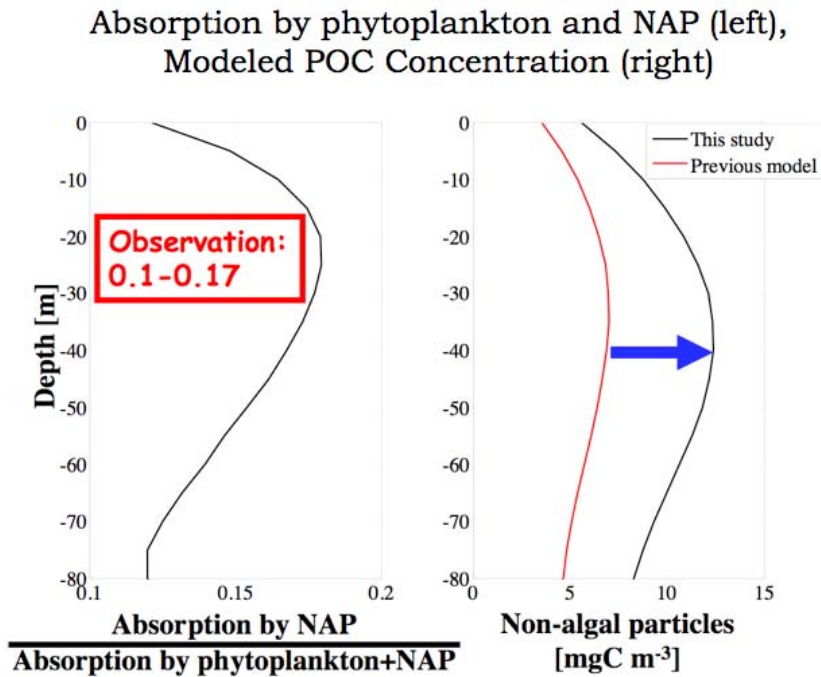 Absorption by phytoplankton and NAP (left),
Modeled POC Concentration (right)
0
-10
-20
-30
-40
-50
-60
-70
-80
Depth [m]
Observation:
0.1-0.17
0.1
0.15
0.2
Absorption by NAP
Absorption by phytoplankton+NAP
0
-10
-20
-30
-40
-50
-60
-70
-80
This study
Previous model
0
5
10
15
Non-algal particles
[mgC m⁻³]